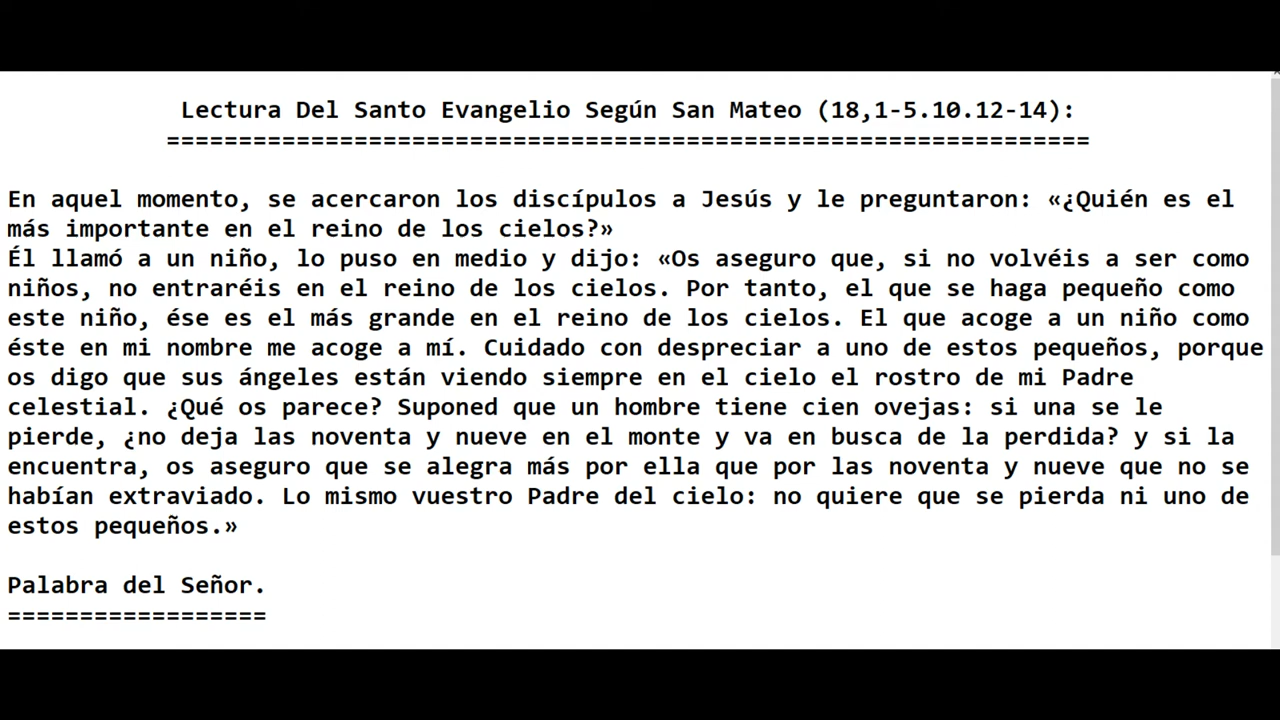 Lectura Del Santo Evangelio Según San Mateo (18,1-5.10.12-14):
================================================================
En aquel momento, se acercaron los discípulos a Jesús y le preguntaron: «¿Quién es el
más importante en el reino de los cielos?»
Él llamó a un niño, lo puso en medio y dijo: «Os aseguro que, si no volvéis a ser como
niños, no entraréis en el reino de los cielos. Por tanto, el que se haga pequeño como
este niño, ése es el más grande en el reino de los cielos. El que acoge a un niño como
éste en mi nombre me acoge a mí. Cuidado con despreciar a uno de estos pequeños, porque
os digo que sus ángeles están viendo siempre en el cielo el rostro de mi Padre
celestial. ¿Qué os parece? Suponed que un hombre tiene cien ovejas: si una se le
pierde, ¿no deja las noventa y nueve en el monte y va en busca de la perdida? y si la
encuentra, os aseguro que se alegra más por ella que por las noventa y nueve que no se
habían extraviado. Lo mismo vuestro Padre del cielo: no quiere que se pierda ni uno de
estos pequeños.»
Palabra del Señor.
==================